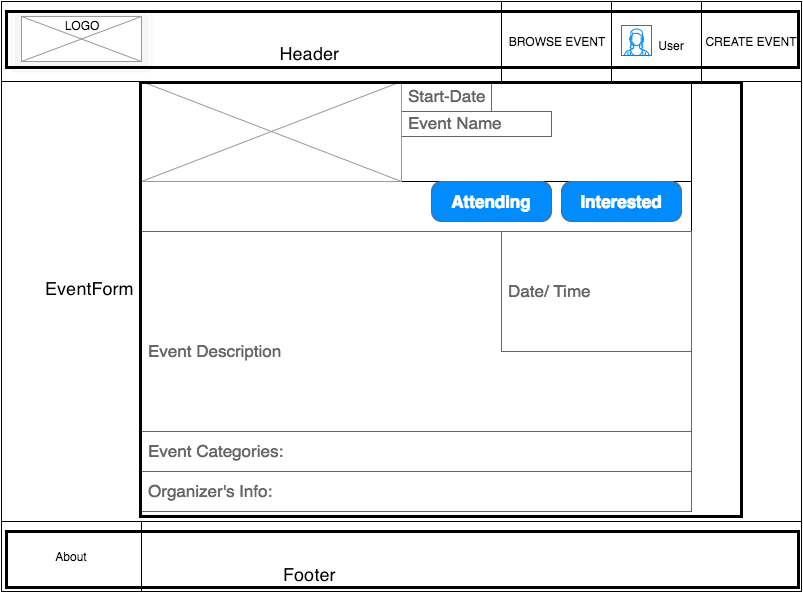 LOGO
Header
BROWSE EVENT
User
CREATE EVENT
Start-Date
Event Name
Attending
Interested
EventForm
Date/ Time
Event Description
Event Categories:
Organizer's Info:
About
Footer